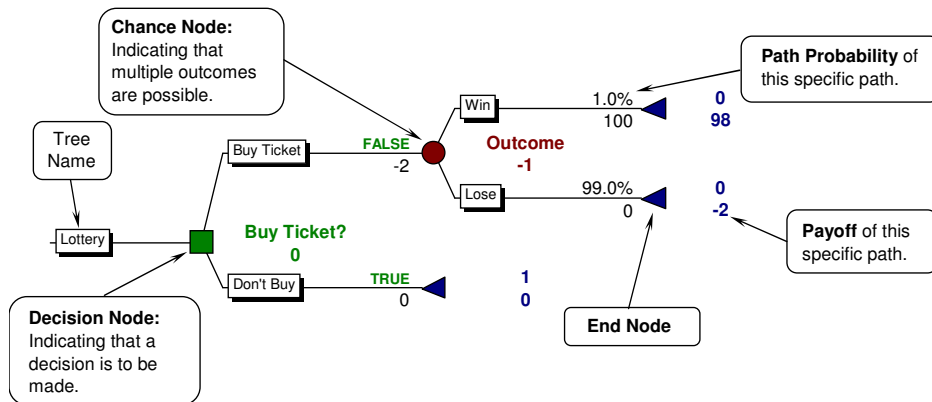 Chance Node:
Indicating that
multiple outcomes
are possible.
Path Probability of
this specific path.
Win
1.0%
0
100
98
Tree
Name
Buy Ticket
FALSE
-2
Outcome
-1
Lose
99.0%
0
0
-2
Lottery
Buy Ticket?
0
Payoff of this
specific path.
Don't Buy
TRUE
1
0
0
Decision Node:
Indicating that a
decision is to be
made.
End Node